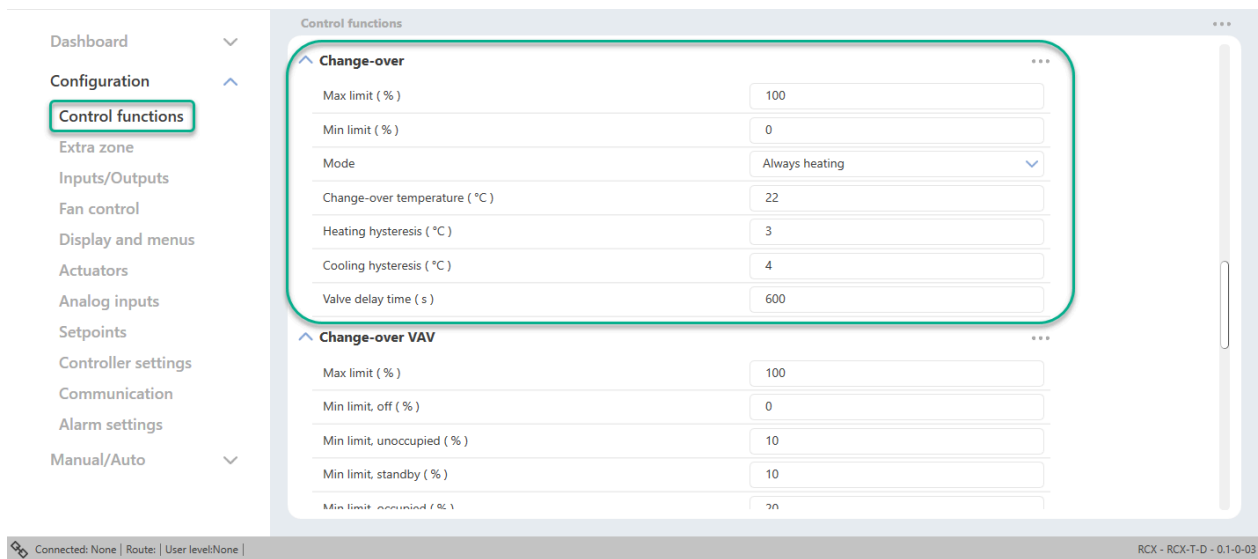 Control functions
Dashboard
Configuration
Control functions
Extra zone
Inputs/Outputs
Fan control
Display and menus
Actuators
Analog inputs
Setpoints
Controller settings
Communication
Alarm settings
Manual/Auto
Change-over
Max limit ( % ) 100
Min limit ( % ) 0
Mode Always heating
Change-over temperature ( °C ) 22
Heating hysteresis ( °C ) 3
Cooling hysteresis ( °C ) 4
Valve delay time ( s ) 600
Change-over VAV
Max limit ( % ) 100
Min limit, off ( % ) 0
Min limit, unoccupied ( % ) 10
Min limit, standby ( % ) 10
Min limit, occupied ( % ) 20
Connected: None | Route: | User level:None |
RCX - RCX-T-D - 0.1-0-03